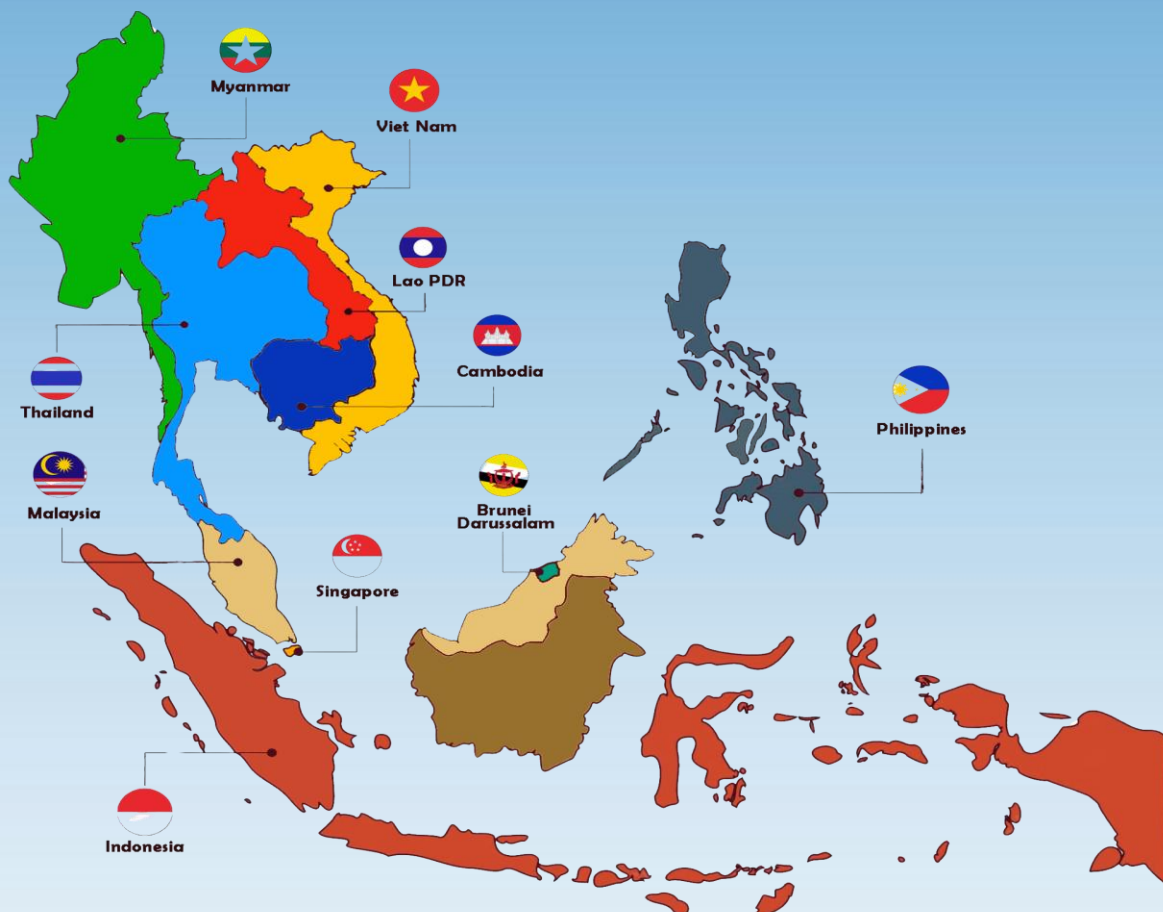 Myanmar
Viet Nam
Lao PDR
Cambodia
Thailand
Philippines
Malaysia
Brunei
Darussalam
Singapore
Indonesia